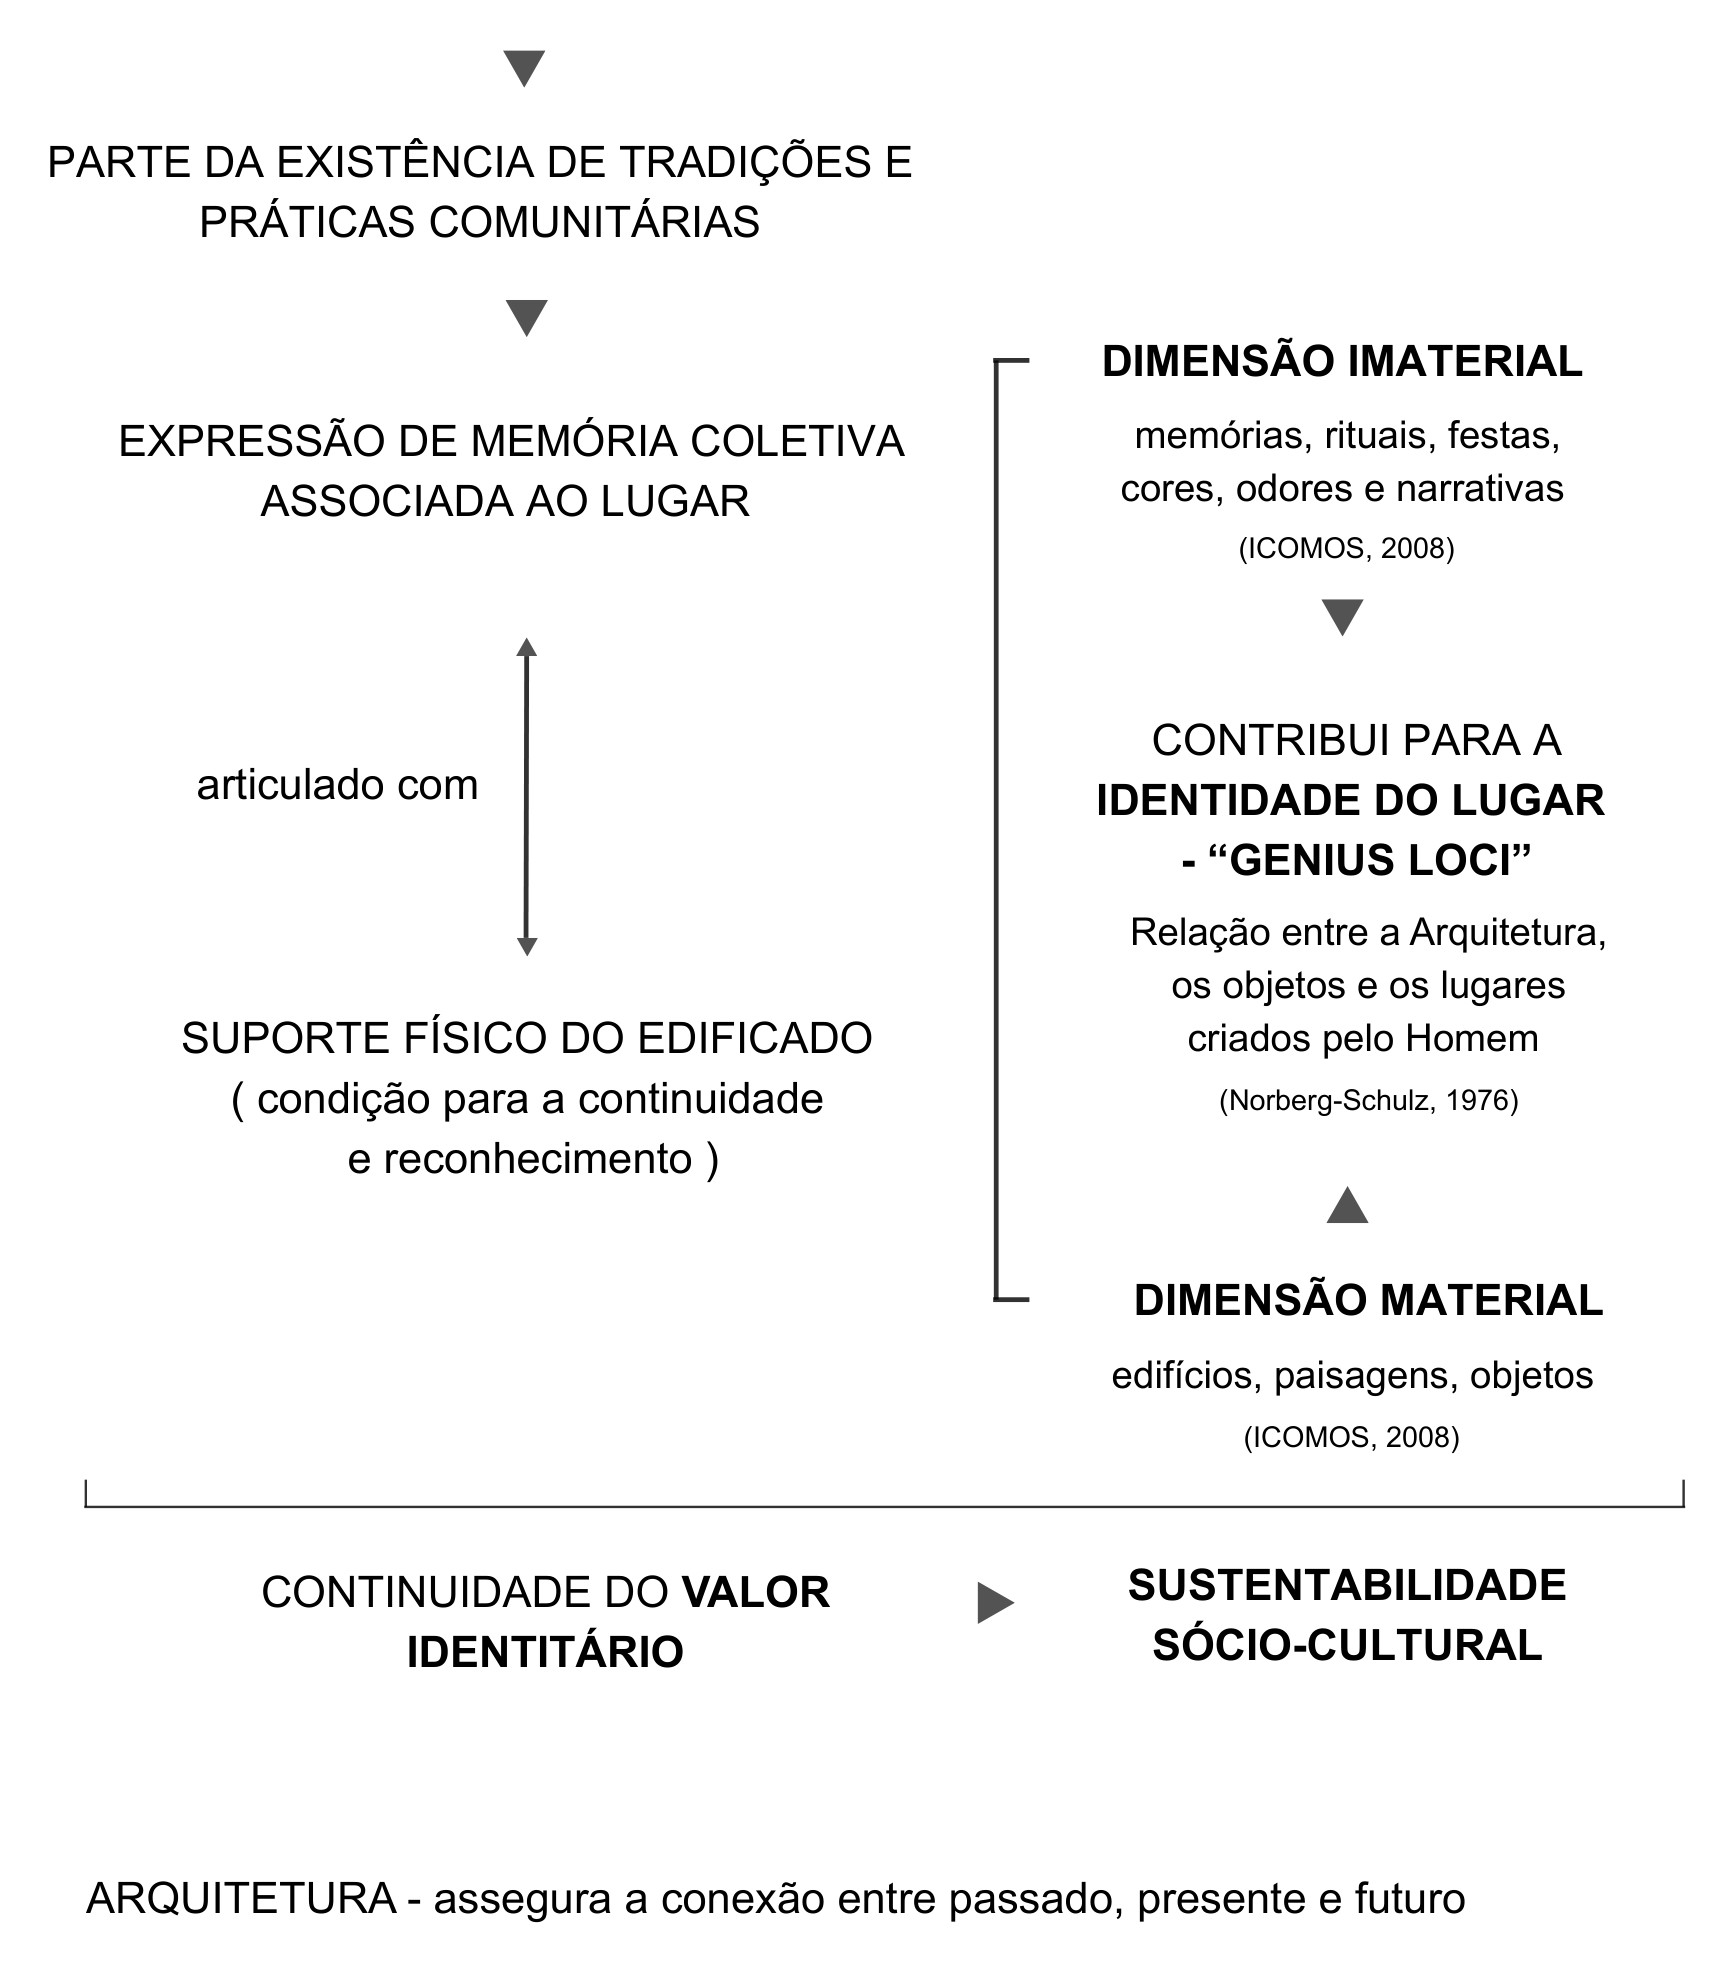 PARTE DA EXISTÊNCIA DE TRADIÇÕES E
PRÁTICAS COMUNITÁRIAS
EXPRESSÃO DE MEMÓRIA COLETIVA
ASSOCIADA AO LUGAR
articulado com
SUPORTE FÍSICO DO EDIFICADO
( condição para a continuidade
e reconhecimento )
DIMENSÃO IMATERIAL
memórias, rituais, festas,
cores, odores e narrativas
(ICOMOS, 2008)
CONTRIBUI PARA A
IDENTIDADE DO LUGAR
- “GENIUS LOCI”
Relação entre a Arquitetura,
os objetos e os lugares
criados pelo Homem
(Norberg-Schulz, 1976)
DIMENSÃO MATERIAL
edifícios, paisagens, objetos
(ICOMOS, 2008)
CONTINUIDADE DO VALOR
IDENTITÁRIO
SUSTENTABILIDADE
SÓCIO-CULTURAL
ARQUITETURA - assegura a conexão entre passado, presente e futuro